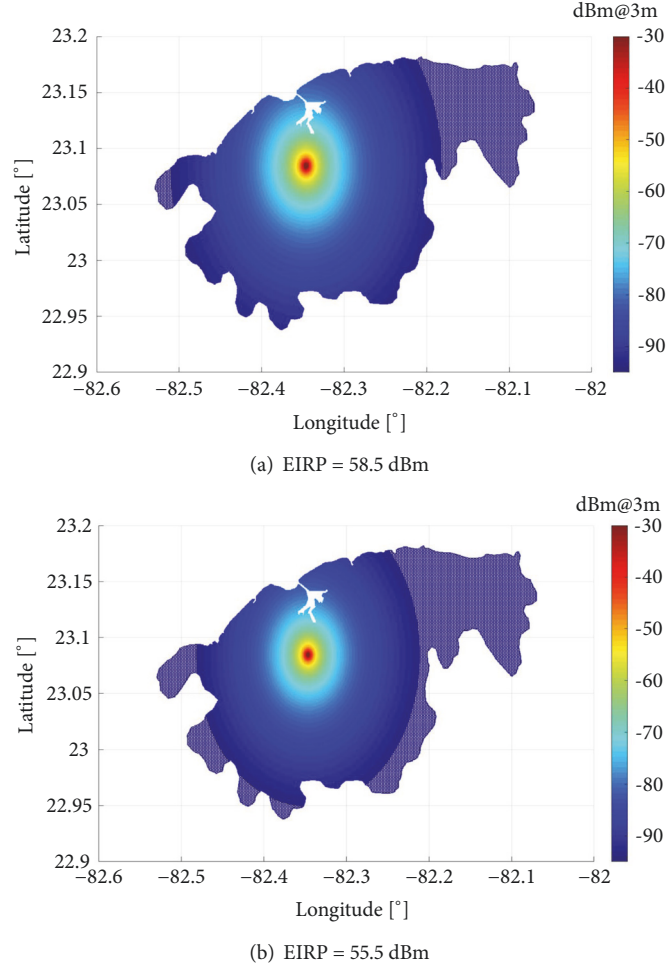 dBm@3m
23.2
23.15
23.1
23.05
23
22.95
22.9
Latitude [°]
−82.6 −82.5 −82.4 −82.3 −82.2 −82.1 −82
Longitude [°]
-30
-40
-50
-60
-70
-80
-90
(a) EIRP = 58.5 dBm
dBm@3m
23.2
23.15
23.1
23.05
23
22.95
22.9
Latitude [°]
−82.6 −82.5 −82.4 −82.3 −82.2 −82.1 −82
Longitude [°]
-30
-40
-50
-60
-70
-80
-90
(b) EIRP = 55.5 dBm